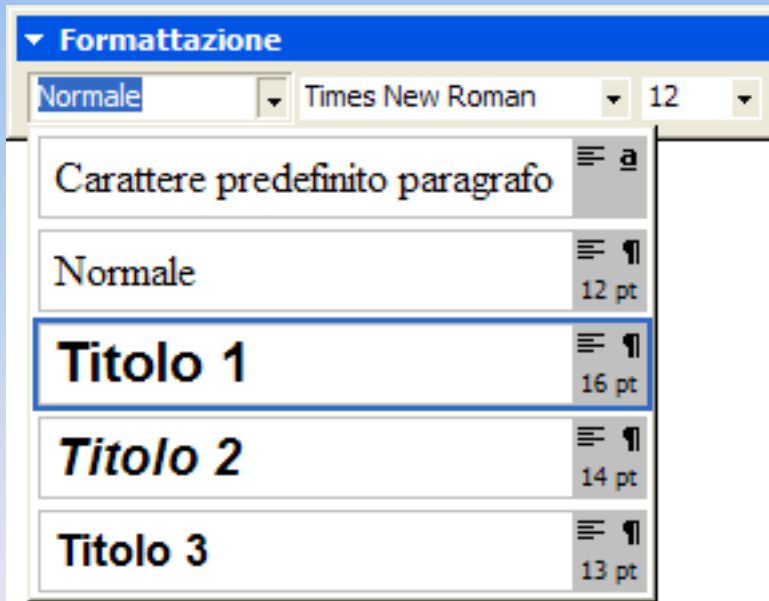 Formattazione
Normale Times New Roman 12
Carattere predefinito paragrafo a
Normale ¶
12 pt
Titolo 1 ¶
16 pt
Titolo 2 ¶
14 pt
Titolo 3 ¶
13 pt